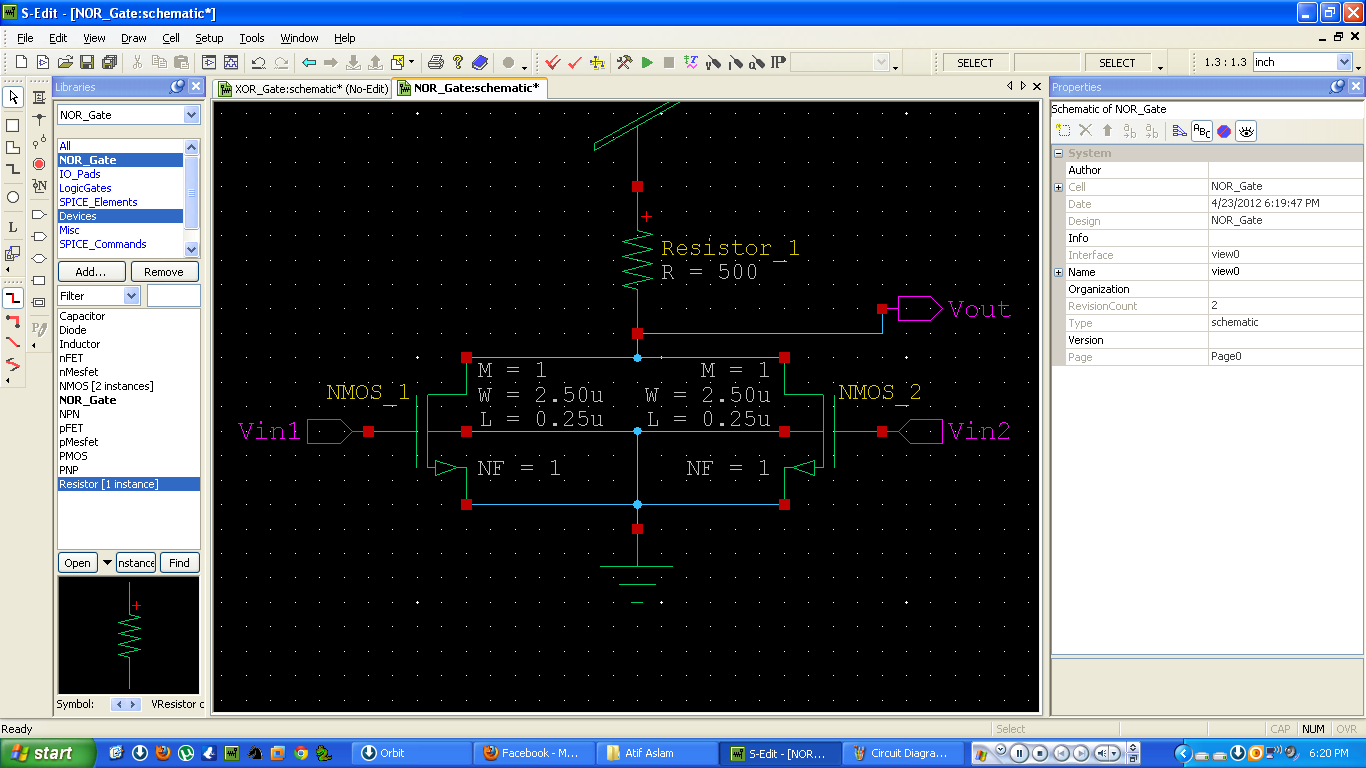 S-Edit - [NOR_Gate:schematic*]
File Edit View Draw Cell Setup Tools Window Help
SELECT SELECT 1.3 : 1.3 inch
Libraries
XOR_Gate:schematic* (No-Edit) NOR_Gate:schematic*
Properties
NOR_Gate
All
NOR_Gate
IO_Pads
LogicGates
SPICE_Elements
Devices
Misc
SPICE_Commands
Add... Remove
Filter
Capacitor
Diode
Inductor
nFET
nMesfet
NMOS [2 instances]
NOR_Gate
NPN
pFET
pMesfet
PMOS
PNP
Resistor [1 instance]
Open nstance Find
Symbol: VResistor
Resistor_1
R = 500
Vout
M = 1 M = 1
NMOS_1 W = 2.50u W = 2.50u NMOS_2
L = 0.25u L = 0.25u
Vin1 Vin2
NF = 1 NF = 1
Schematic of NOR_Gate
System
Author
Cell NOR_Gate
Date 4/23/2012 6:19:47 PM
Design NOR_Gate
Info
Interface view0
Name view0
Organization
RevisionCount 2
Type schematic
Version
Page Page0
Ready Select CAP NUM OVR
start Orbit Facebook - M... Atif Aslam S-Edit - [NOR... Circuit Diagra... 6:20 PM